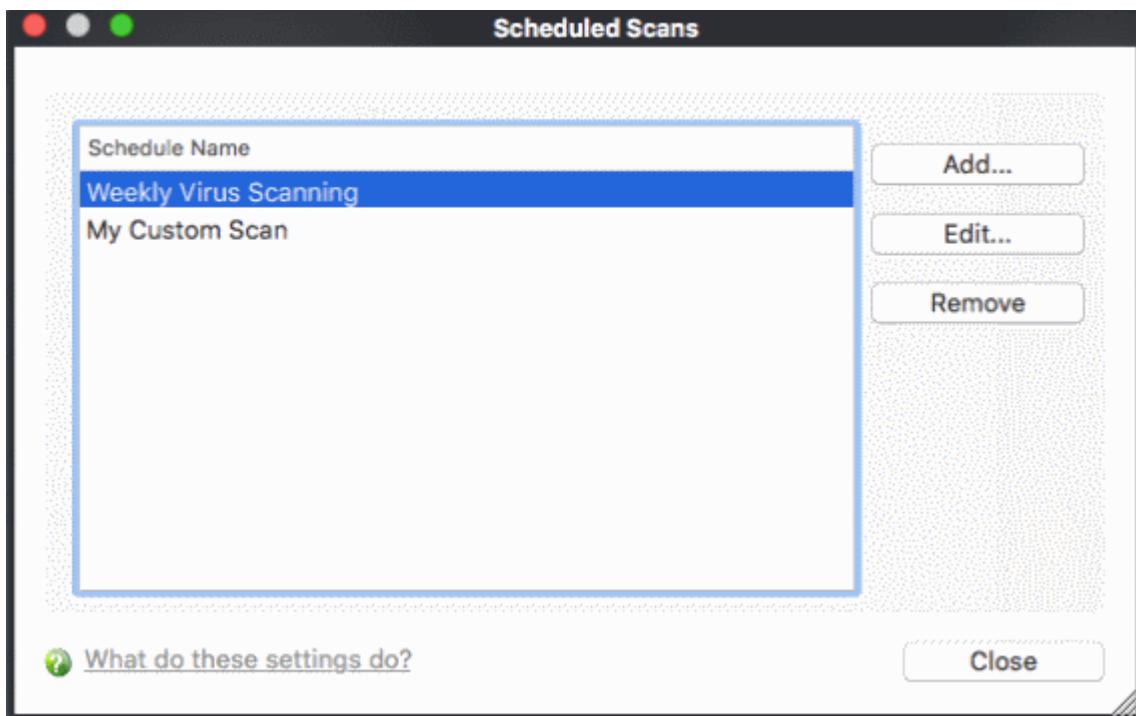 Scheduled Scans
Schedule Name
Weekly Virus Scanning
My Custom Scan
Add...
Edit...
Remove
What do these settings do?
Close